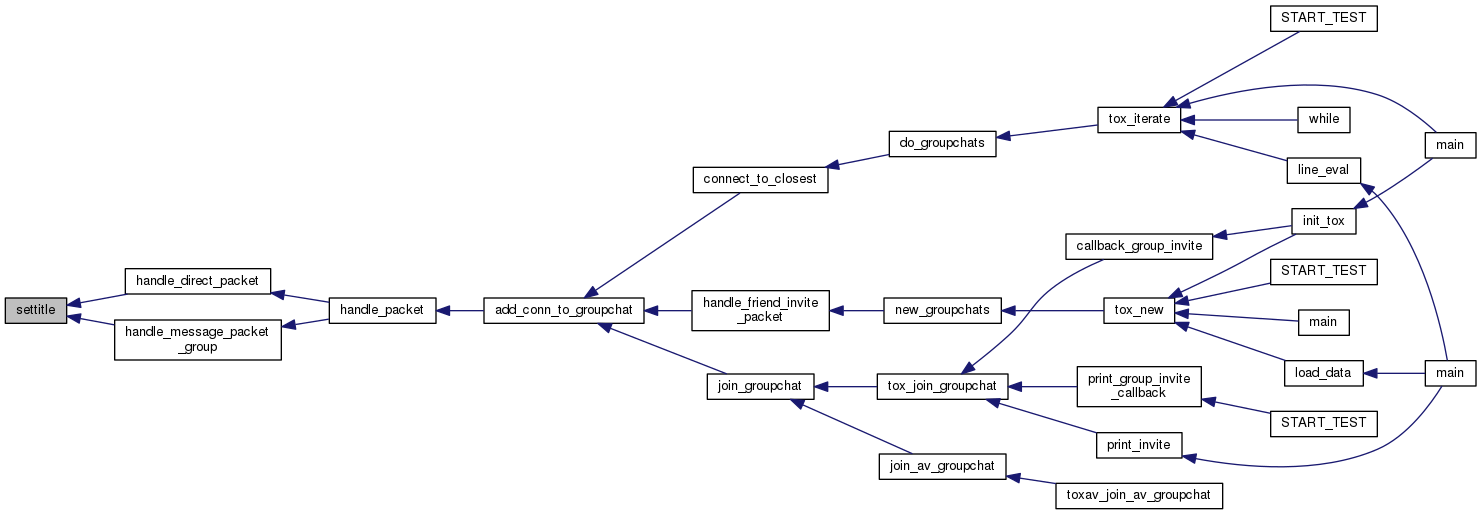 settitle
handle_direct_packet
handle_message_packet
_group
handle_packet
add_conn_to_groupchat
connect_to_closest
handle_friend_invite
_packet
join_groupchat
do_groupchats
new_groupchats
tox_join_groupchat
join_av_groupchat
tox_iterate
callback_group_invite
tox_new
print_group_invite
_callback
print_invite
toxav_join_av_groupchat
START_TEST
while
line_eval
init_tox
START_TEST
main
load_data
START_TEST
main
main